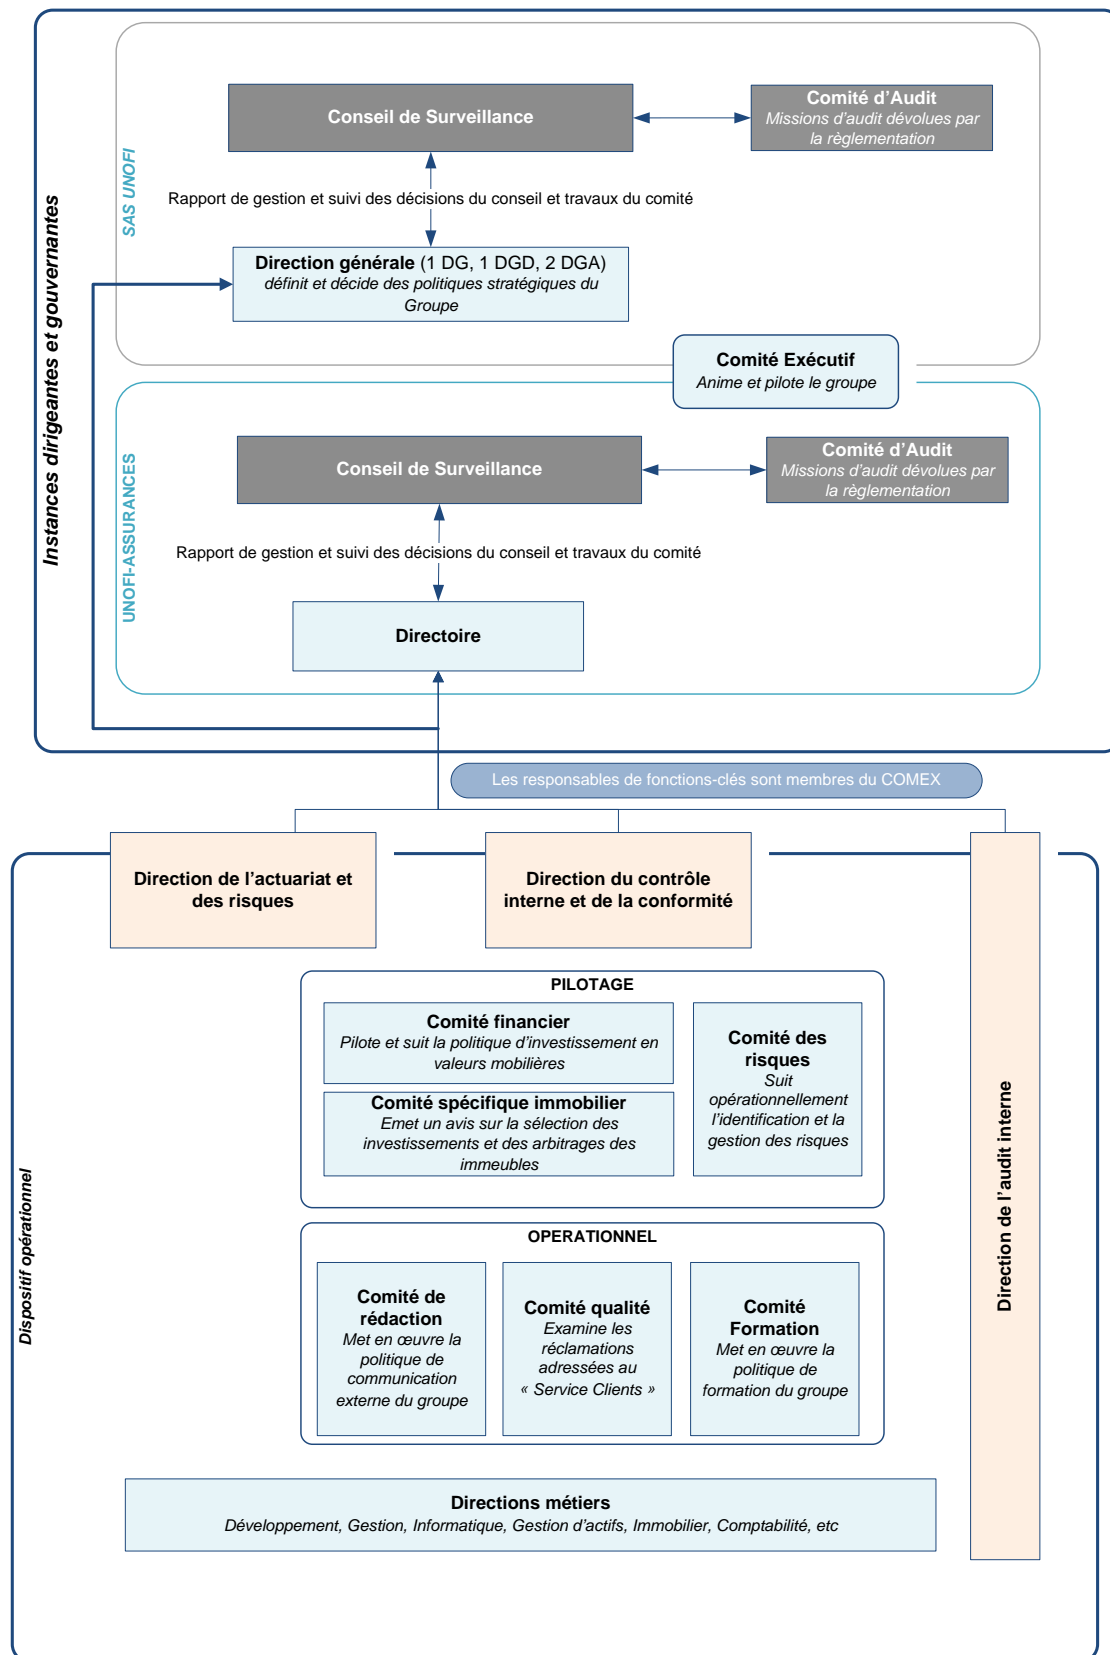 Instances dirigeantes et gouvernantes
SAS UNOFI
Conseil de Surveillance
Comité d’Audit
Missions d’audit dévolues par
la règlementation
Rapport de gestion et suivi des décisions du conseil et travaux du comité
Direction générale (1 DG, 1 DGD, 2 DGA)
définit et décide des politiques stratégiques du
Groupe
Comité Exécutif
Anime et pilote le groupe
UNOFI-ASSURANCES
Conseil de Surveillance
Comité d’Audit
Missions d’audit dévolues par
la règlementation
Rapport de gestion et suivi des décisions du conseil et travaux du comité
Directoire
Les responsables de fonctions-clés sont membres du COMEX
Dispositif opérationnel
Direction de l’actuariat et
des risques
Direction du contrôle
interne et de la conformité
Direction de l’audit interne
PILOTAGE
Comité financier
Pilote et suit la politique d’investissement en
valeurs mobilières
Comité spécifique immobilier
Emet un avis sur la sélection des
investissements et des arbitrages des
immeubles
Comité des
risques
Suit
opérationnellement
l’identification et la
gestion des risques
OPERATIONNEL
Comité de
rédaction
Met en œuvre la
politique de
communication
externe du groupe
Comité qualité
Examine les
réclamations
adressées au
« Service Clients »
Comité
Formation
Met en œuvre la
politique de
formation du groupe
Directions métiers
Développement, Gestion, Informatique, Gestion d’actifs, Immobilier, Comptabilité, etc